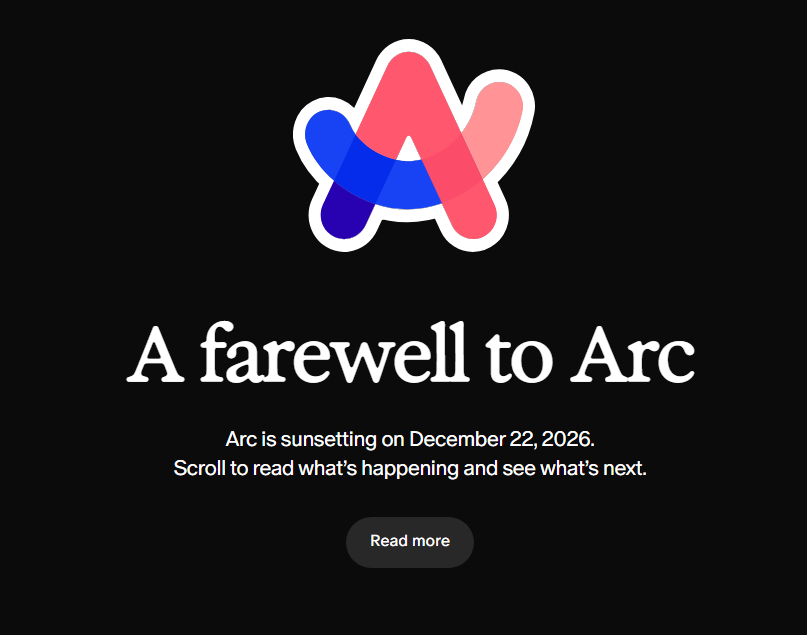 A farewell to Arc
Arc is sunsetting on December 22, 2026.
Scroll to read what’s happening and see what’s next.
Read more